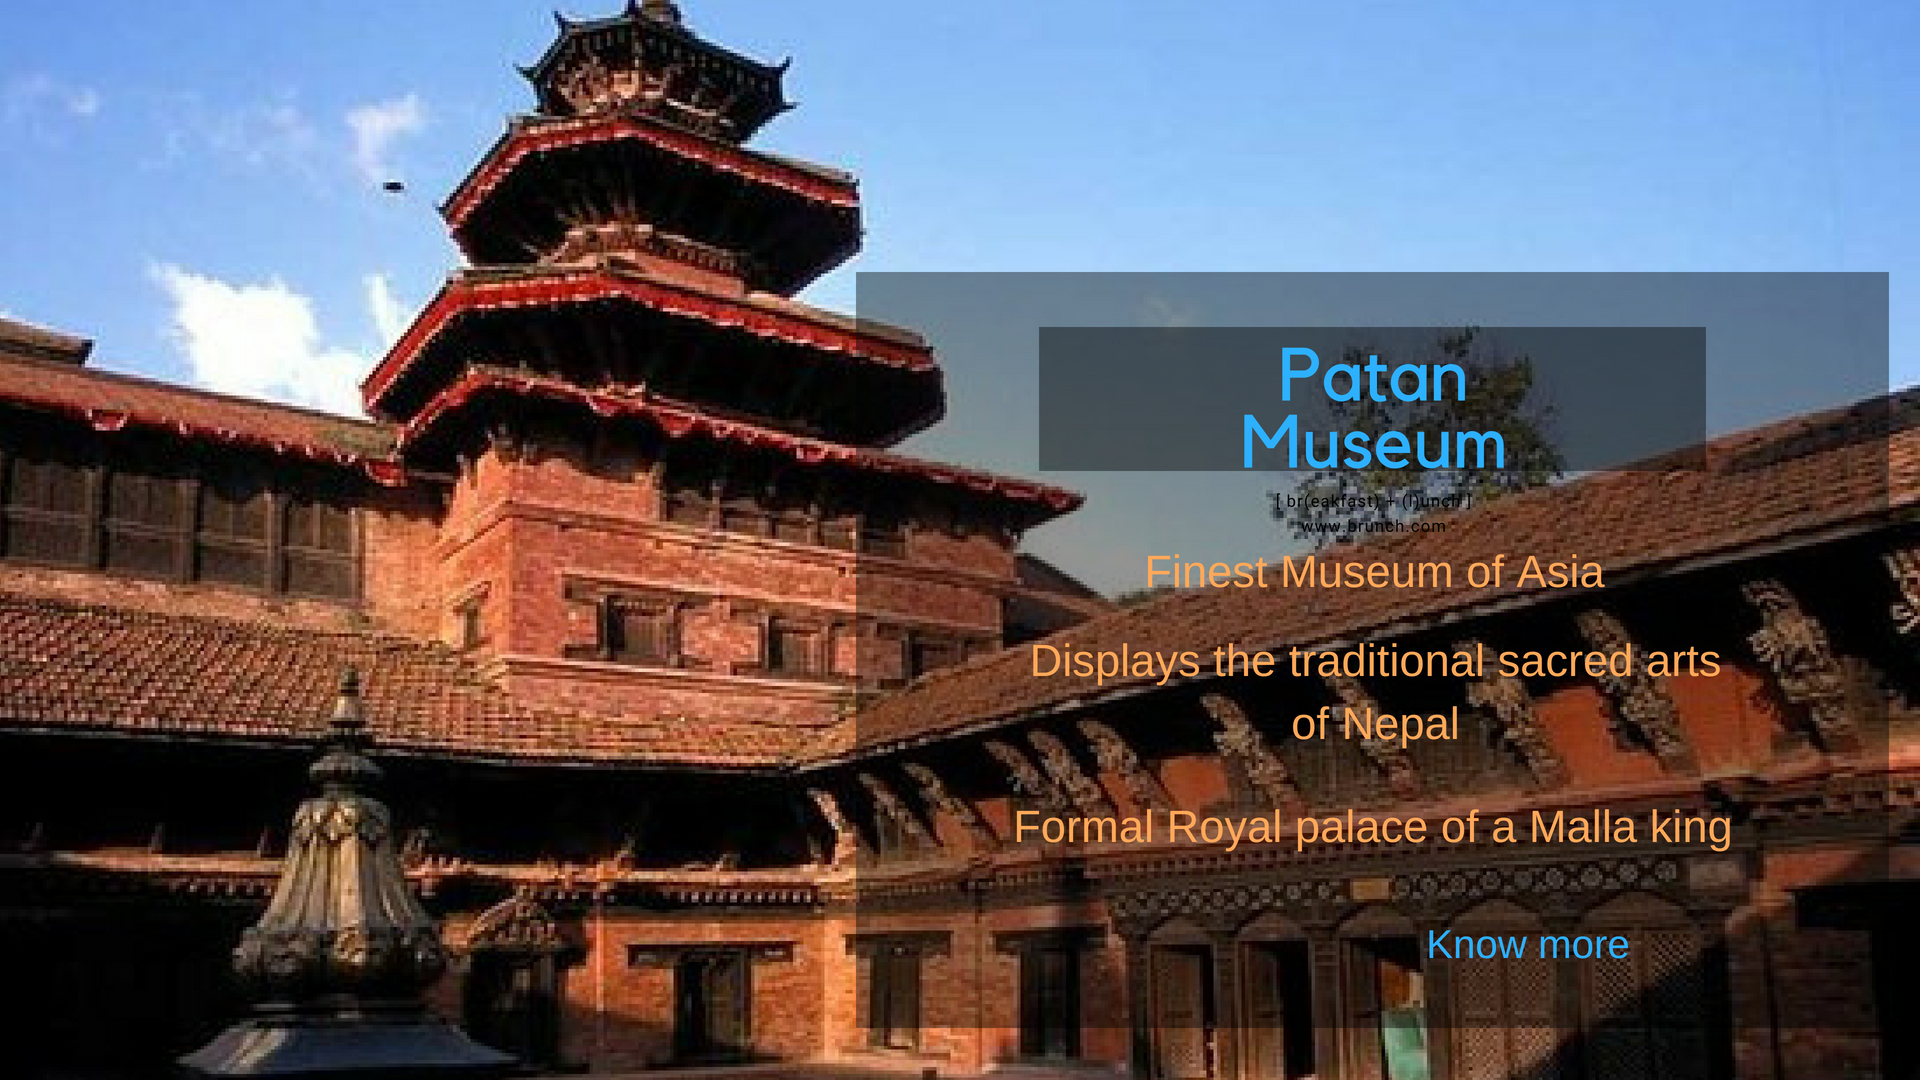 Patan
Museum
[ br(eakfast) + (l)unch ]
www.brunch.com
Finest Museum of Asia
Displays the traditional sacred arts
of Nepal
Formal Royal palace of a Malla king
Know more